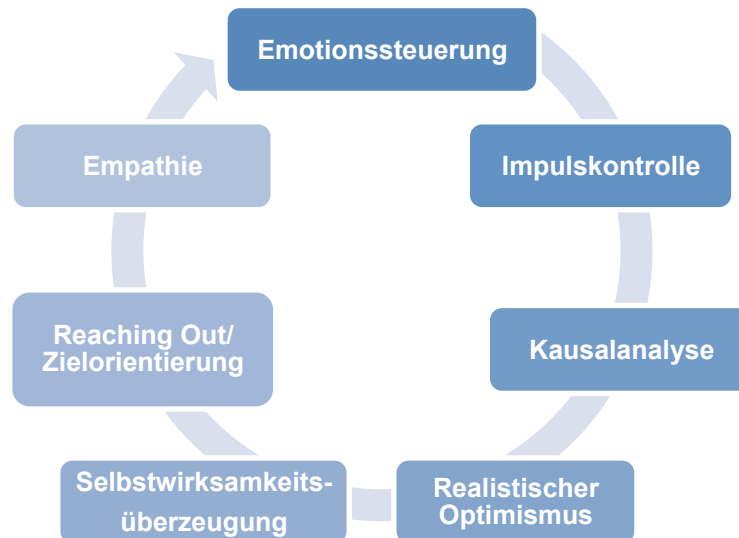 Emotionssteuerung
Impulskontrolle
Kausalanalyse
Realistischer
Optimismus
Selbstwirksamkeits-
überzeugung
Reaching Out/
Zielorientierung
Empathie